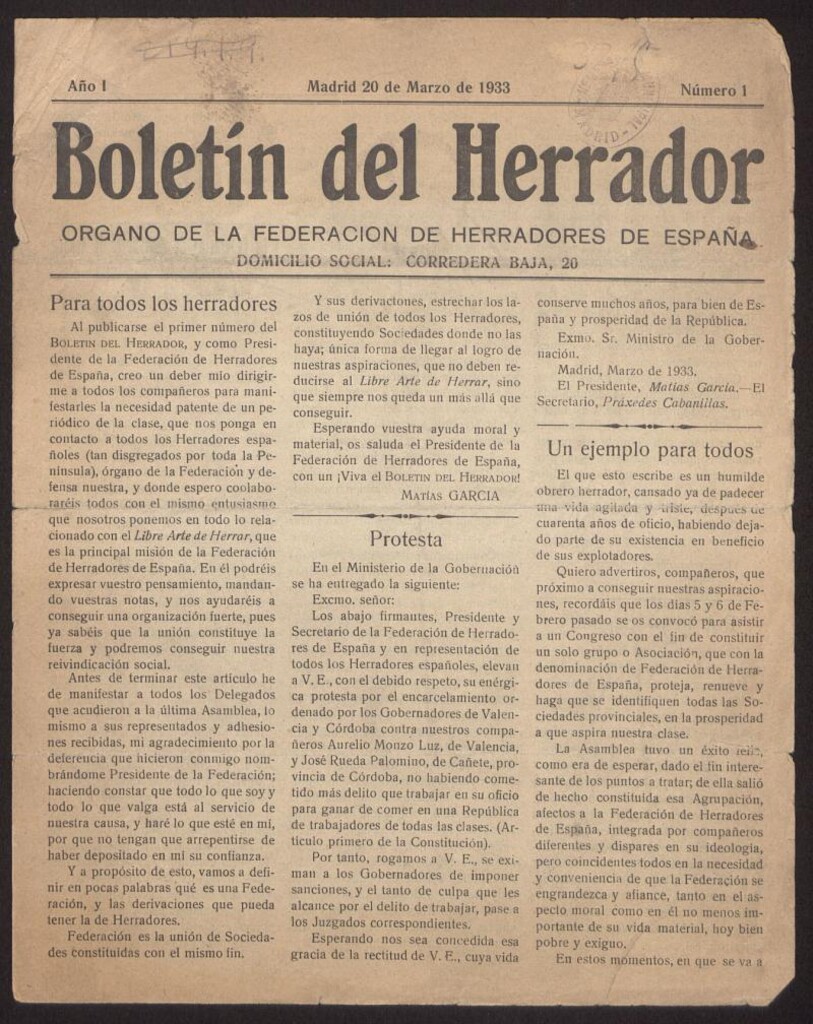 Año I
Madrid 20 de Marzo de 1933
Número 1
Boletín del Herrador
ORGANO DE LA FEDERACION DE HERRADORES DE ESPAÑA
DOMICILIO SOCIAL: CORREDERA BAJA, 20
Para todos los herradores
Al publicarse el primer número del
BOLETIN DEL HERRADOR, y como Presi-
dente de la Federación de Herradores
de España, creo un deber mío dirigir-
me a todos los compañeros para mani-
festarles la necesidad patente de un pe-
riódico de la clase, que nos ponga en
contacto a todos los Herradores espa-
ñoles (tan disgregados por toda la Pe-
nínsula), órgano de la Federación y de-
fensa nuestra, y donde espero coolabo-
raréis todos con el mismo entusiasmo
que nosotros ponemos en todo lo rela-
cionado con el Libre Arte de Herrar, que
es la principal misión de la Federación
de Herradores de España. En él podréis
expresar vuestro pensamiento, mandan-
do vuestras notas, y nos ayudaréis a
conseguir una organización fuerte, pues
ya sabéis que la unión constituye la
fuerza y podremos conseguir nuestra
reivindicación social.
Antes de terminar este artículo he
de manifestar a todos los Delegados
que acudieron a la última Asamblea, lo
mismo a sus representados y adhesio-
nes recibidas, mi agradecimiento por la
deferencia que hicieron conmigo nom-
brándome Presidente de la Federación;
haciendo constar que todo lo que soy y
todo lo que valga está al servicio de
nuestra causa, y haré lo que esté en mí,
por que no tengan que arrepentirse de
haber depositado en mí su confianza.
Y a propósito de esto, vamos a defi-
nir en pocas palabras qué es una Fede-
ración, y las derivaciones que pueda
tener la de Herradores.
Federación es la unión de Socieda-
des constituidas con el mismo fin.
Y sus derivaciones, estrechar los la-
zos de unión de todos los Herradores,
constituyendo Sociedades donde no las
haya; única forma de llegar al logro de
nuestras aspiraciones, que no deben re-
ducirse al Libre Arte de Herrar, sino
que siempre nos queda un más allá que
conseguir.
Esperando vuestra ayuda moral y
material, os saluda el Presidente de la
Federación de Herradores de España,
con un ¡Viva el BOLETIN DEL HERRADOR!
MATÍAS GARCIA
Protesta
En el Ministerio de la Gobernación
se ha entregado la siguiente:
Excmo. señor:
Los abajo firmantes, Presidente y
Secretario de la Federación de Herrado-
res de España y en representación de
todos los Herradores españoles, elevan
a V. E., con el debido respeto, su enérgi-
ca protesta por el encarcelamiento or-
denado por los Gobernadores de Valen-
cia y Córdoba contra nuestros compa-
ñeros Aurelio Monzo Luz, de Valencia,
y José Rueda Palomino, de Cañete, pro-
vincia de Córdoba, no habiendo come-
tido más delito que trabajar en su oficio
para ganar de comer en una República
de trabajadores de todas las clases. (Ar-
tículo primero de la Constitución).
Por tanto, rogamos a V. E., se exi-
man a los Gobernadores de imponer
sanciones, y el tanto de culpa que les
alcance por el delito de trabajar, pase a
los Juzgados correspondientes.
Esperando nos sea concedida esa
gracia de la rectitud de V. E., cuya vida
conserve muchos años, para bien de Es-
paña y prosperidad de la República.
Exmo. Sr. Ministro de la Gober-
nación.
Madrid, Marzo de 1933.
El Presidente, Matías García.—El
Secretario, Práxedes Cabanillas.
Un ejemplo para todos
El que esto escribe es un humilde
obrero herrador, cansado ya de padecer
una vida agitada y triste, después de
cuarenta años de oficio, habiendo deja-
do parte de su existencia en beneficio
de sus explotadores.
Quiero advertiros, compañeros, que
próximo a conseguir nuestras aspiracio-
nes, recordáis que los días 5 y 6 de Fe-
brero pasado se os convocó para asistir
a un Congreso con el fin de constituir
un solo grupo o Asociación, que con la
denominación de Federación de Herra-
dores de España, proteja, renueve y
haga que se identifiquen todas las So-
ciedades provinciales, en la prosperidad
a que aspira nuestra clase.
La Asamblea tuvo un éxito
como era de esperar, dado el fin intere-
sante de los puntos a tratar; de ella salió
de hecho constituida esa Agrupación,
afectos a la Federación de Herradores
de España, integrada por compañeros
diferentes y dispares en su ideología,
pero coincidentes todos en la necesidad
y conveniencia de que la Federación se
engrandezca y afiance, tanto en el as-
pecto moral como en él no menos im-
portante de su vida material, hoy bien
pobre y exiguo.
En estos momentos, en que se va a